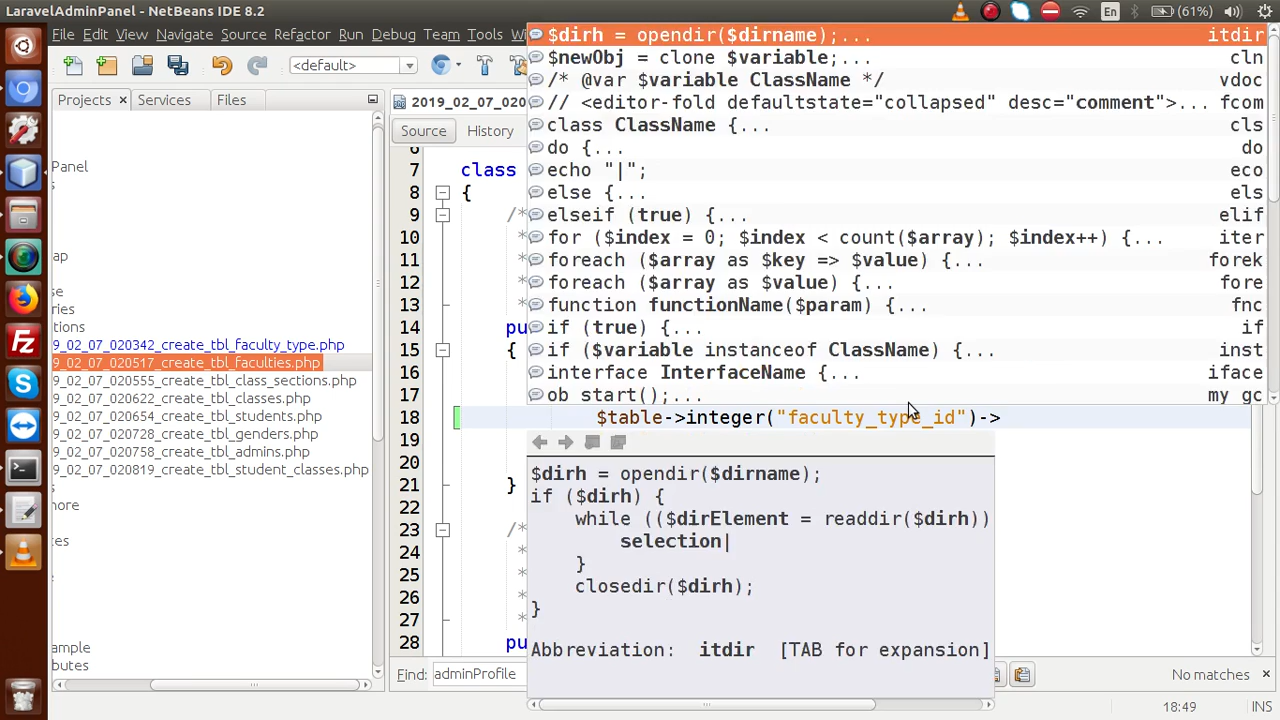 LaravelAdminPanel - NetBeans IDE 8.2
En
(61%)
File Edit View Navigate Source Refactor Run Debug Team Tools
<default>
Projects
Services
Files
2019_02_07_020
Source
History
Panel
ap
se
ries
tions
9_02_07_020342_create_tbl_faculty_type.php
9_02_07_020517_create_tbl_faculties.php
9_02_07_020555_create_tbl_class_sections.php
9_02_07_020622_create_tbl_classes.php
9_02_07_020654_create_tbl_students.php
9_02_07_020728_create_tbl_genders.php
9_02_07_020758_create_tbl_admins.php
9_02_07_020819_create_tbl_student_classes.php
nore
es
ample
butes
$dirh = opendir($dirname);... itdir
$newObj = clone $variable; cln
/* @var $variable ClassName */ vdoc
// <editor-fold defaultstate="collapsed" desc="comment">... fcom
class ClassName {... cls
do {... do
echo "|"; eco
else {... els
elseif (true) {... elif
for ($index = 0; $index < count($array); $index++) {... iter
foreach ($array as $key => $value) {... forek
foreach ($array as $value) {... fore
function functionName($param) {... fnc
if (true) {... if
if ($variable instanceof ClassName) {... inst
interface InterfaceName {... iface
ob start();... my gc
6
7 class
8 {
9 /*
10 *
11 *
12 *
13 *
14 pu
15 {
16
17
18 $table->integer("faculty_type_id")->
19
20
21 }
22
23 /*
24 *
25 *
26 *
27 *
28 pu
$dirh = opendir($dirname);
if ($dirh) {
while (($dirElement = readdir($dirh))
selection|
}
closedir($dirh);
}
Abbreviation: itdir [TAB for expansion]
Find: adminProfile
No matches
18:49 INS